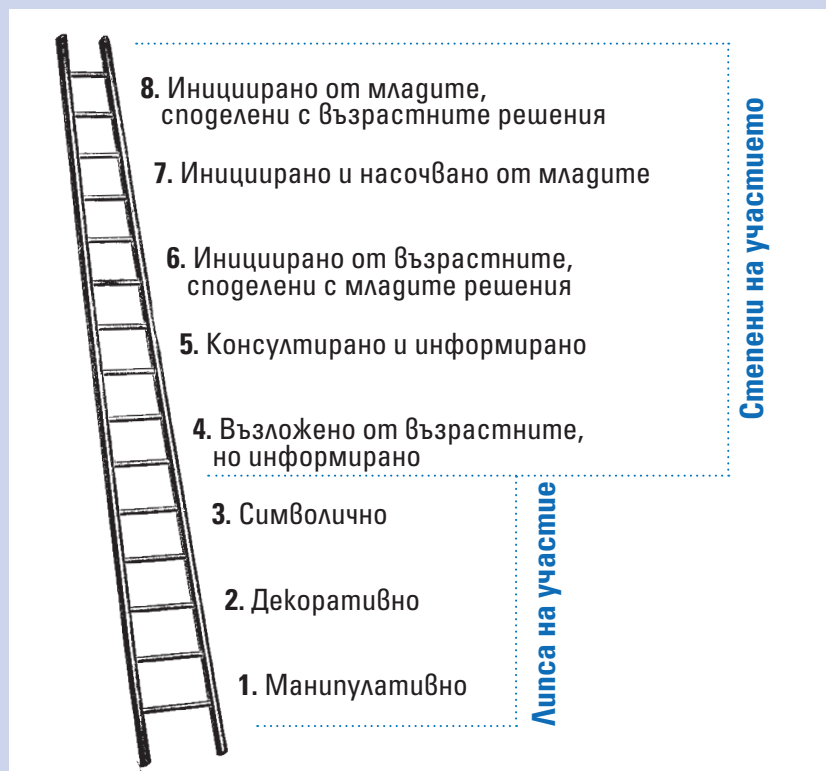 8. Инициирано от младите,
споделени с възрастните решения
7. Инициирано и насочвано от младите
6. Инициирано от възрастните,
споделени с младите решения
5. Консултирано и информирано
4. Възложено от възрастните,
но информирано
3. Символично
2. Декоративно
1. Манипулативно
Степени на участието
Липса на участие